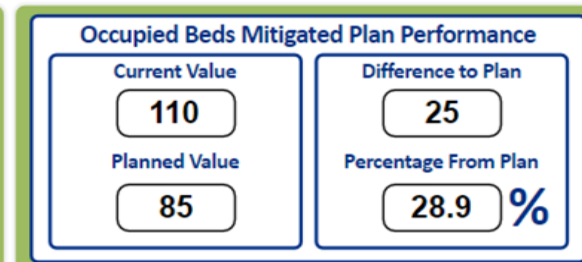 Occupied Beds Mitigated Plan Performance
Current Value
110
Planned Value
85
Difference to Plan
25
Percentage From Plan
28.9 %